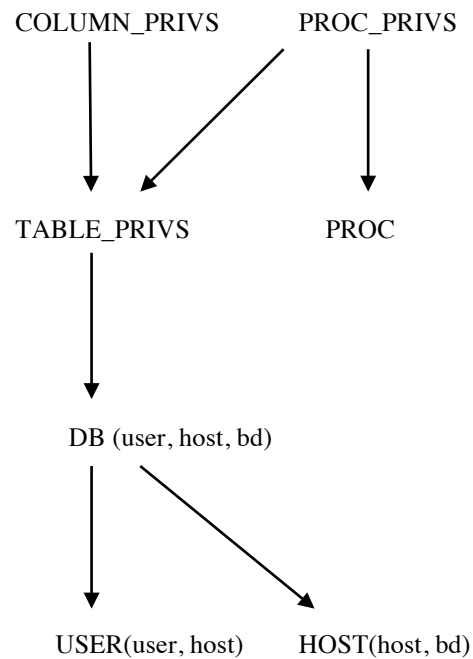 COLUMN_PRIVS PROC_PRIVS
TABLE_PRIVS PROC
DB (user, host, bd)
USER(user, host) HOST(host, bd)